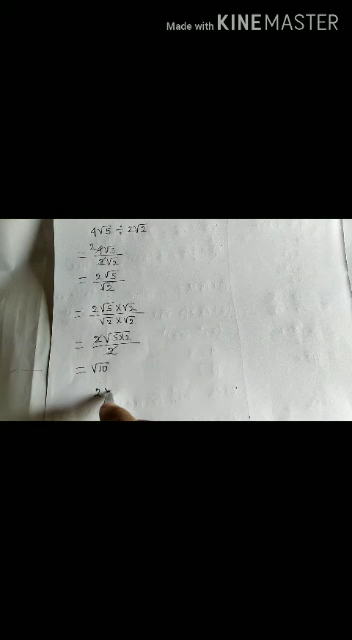 Made with KINEMASTER
4√5 ÷ 2√2
= 2 4√5 / 2√2
= 2√5 / √2
= 2√5 × √2 / √2 × √2
= 2√5×2 / 2
= √10